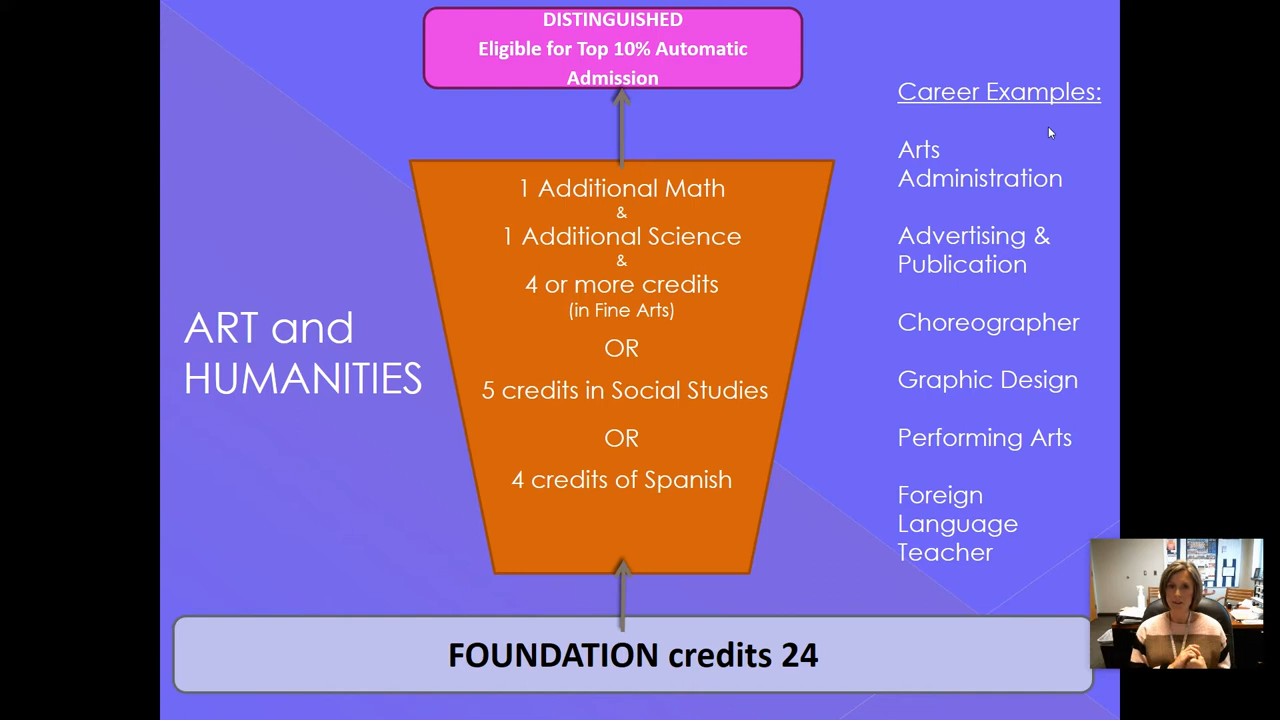 DISTINGUISHED
Eligible for Top 10% Automatic
Admission
Career Examples:
Arts
Administration
Advertising &
Publication
Choreographer
Graphic Design
Performing Arts
Foreign
Language
Teacher
1 Additional Math
&
1 Additional Science
&
4 or more credits
(in Fine Arts)
OR
5 credits in Social Studies
OR
4 credits of Spanish
ART and
HUMANITIES
FOUNDATION credits 24